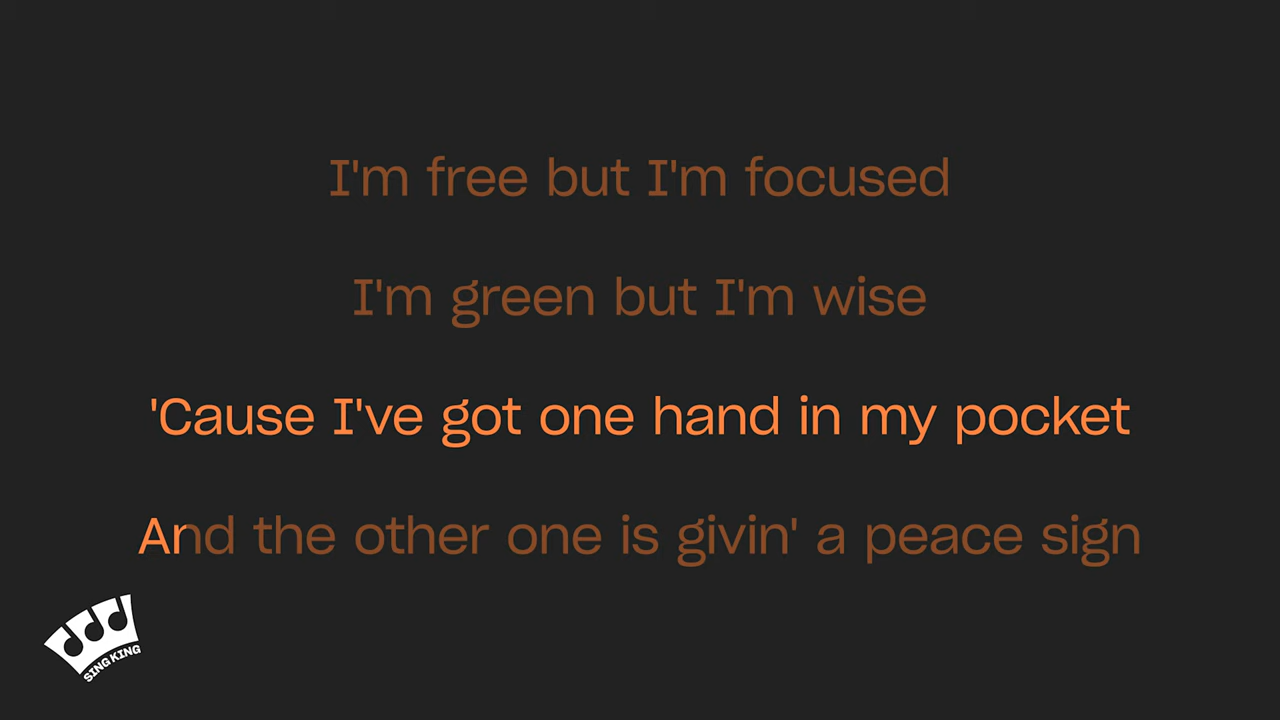 I'm free but I'm focused
I'm green but I'm wise
'Cause I've got one hand in my pocket
And the other one is givin' a peace sign
SING KING